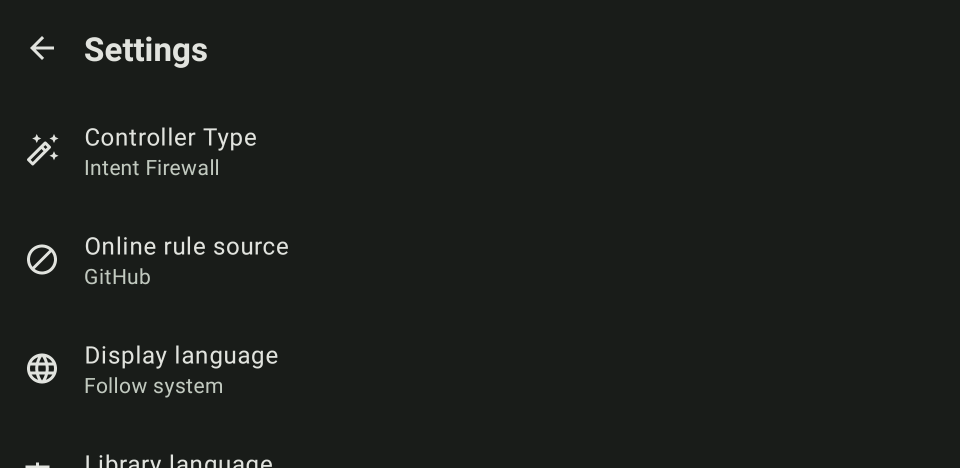 Settings
Controller Type
Intent Firewall
Online rule source
GitHub
Display language
Follow system
Library language